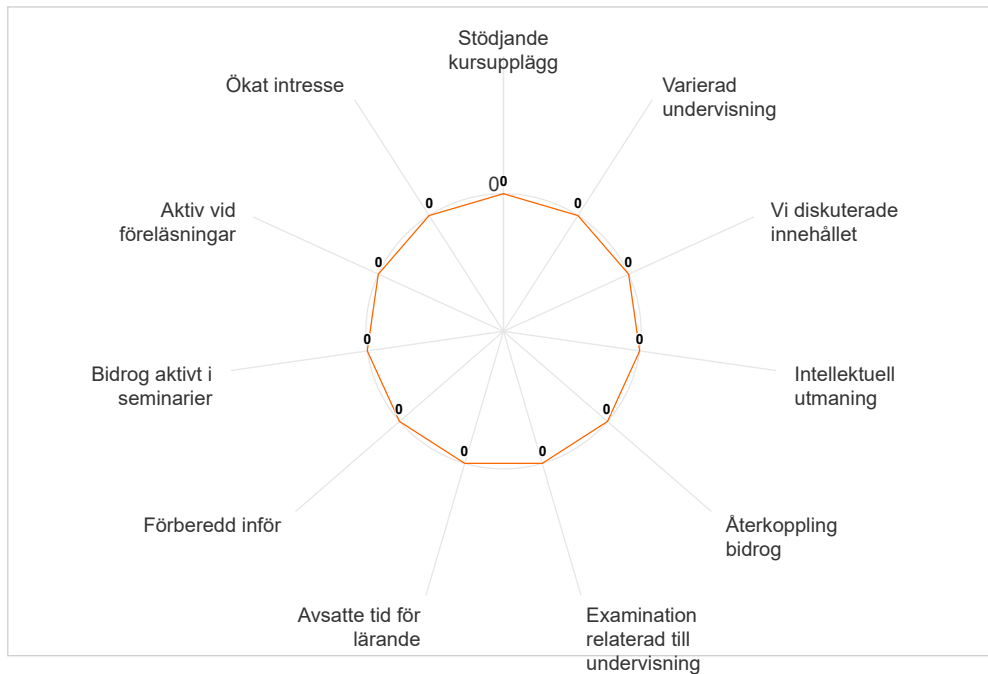 Stödjande
kursupplägg
Ökat intresse
Varierad
undervisning
0
0
0
0
Aktiv vid
föreläsningar
Vi diskuterade
innehållet
0
0
0
0
Bidrog aktivt i
seminarier
Intellektuell
utmaning
0
0
0
0
Förberedd inför
Återkoppling
bidrog
Avsatte tid för
lärande
Examination
relaterad till
undervisning